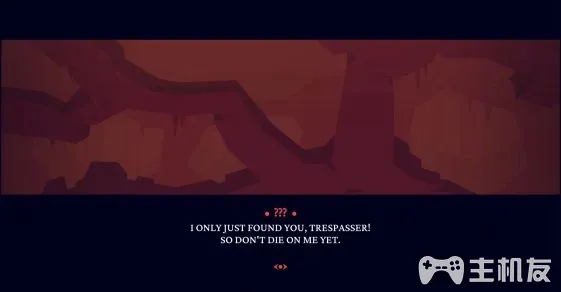 ???
I ONLY JUST FOUND YOU, TRESPASSER!
SO DON'T DIE ON ME YET.
主机友